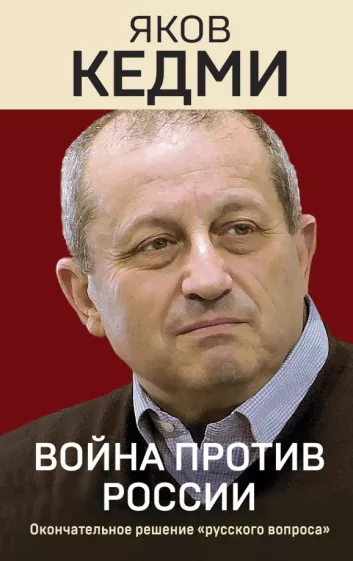 ЯКОВ
КЕДМИ
ВОЙНА ПРОТИВ
РОССИИ
Окончательное решение «русского вопроса»